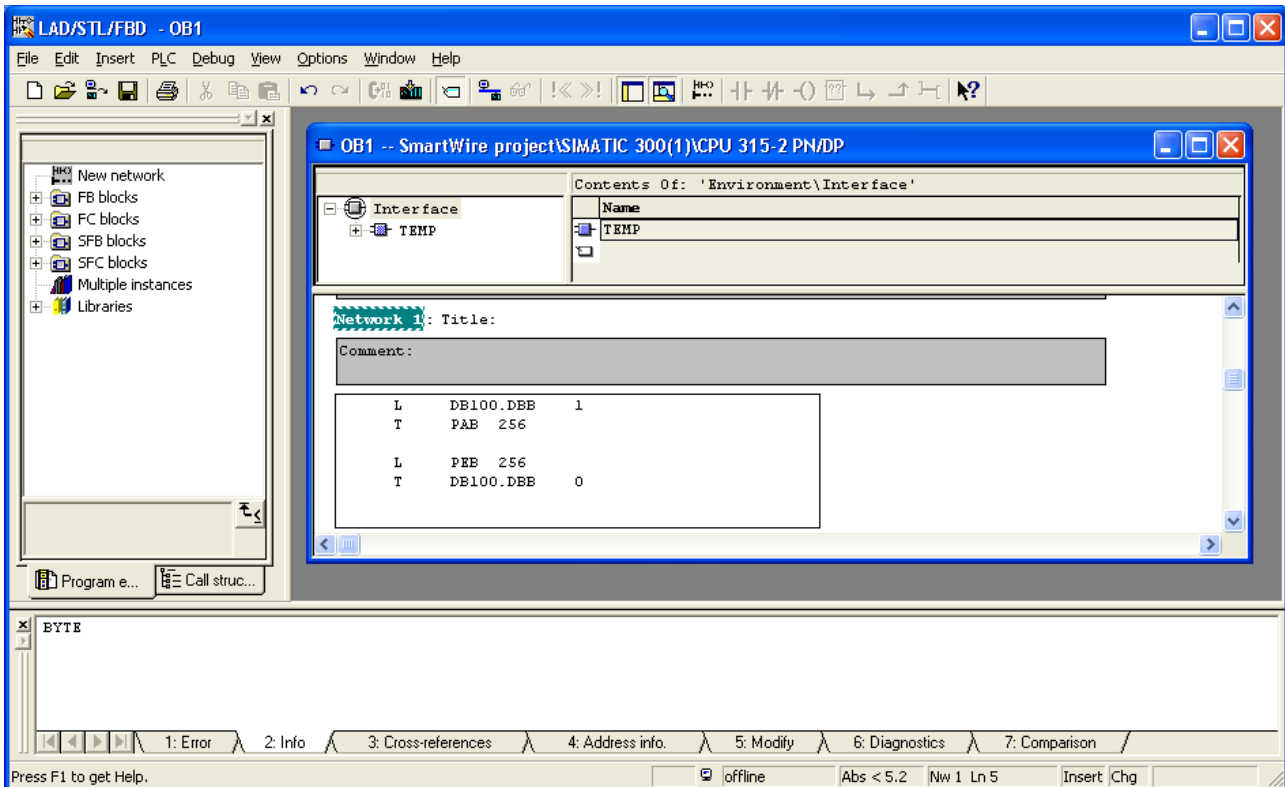 LAD/STL/FBD - OB1
File Edit Insert PLC Debug View Options Window Help
New network
FB blocks
FC blocks
SFB blocks
SFC blocks
Multiple instances
Libraries
Program e... Call struc...
OB1 -- SmartWire project\SIMATIC 300(1)\CPU 315-2 PN/DP
Contents Of: 'Environment\Interface'
Interface
TEMP
Name
TEMP
Network 1: Title:
Comment:
L DB100.DBB 1
T PAB 256
L PEB 256
T DB100.DBB 0
BYTE
1: Error 2: Info 3: Cross-references 4: Address info. 5: Modify 6: Diagnostics 7: Comparison
Press F1 to get Help. offline Abs < 5.2 Nw 1 Ln 5 Insert Chg